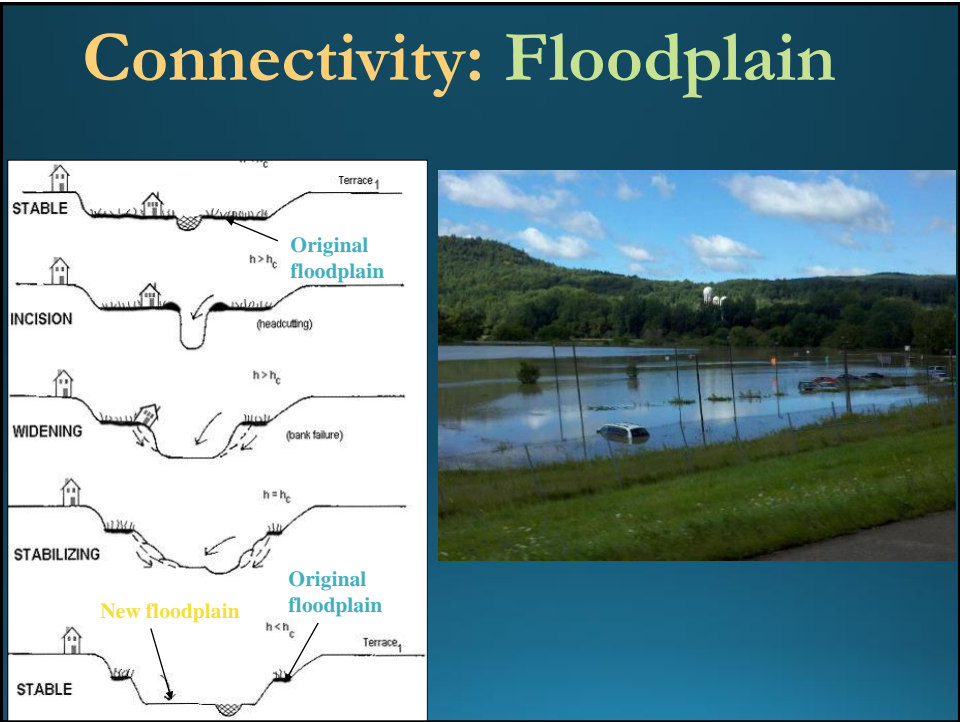 Connectivity: Floodplain
Terrace1
STABLE
Original
floodplain
h > hc
INCISION
(headcutting)
h > hc
WIDENING
(bank failure)
h = hc
STABILIZING
Original
floodplain
New floodplain
h < hc
Terrace1
STABLE